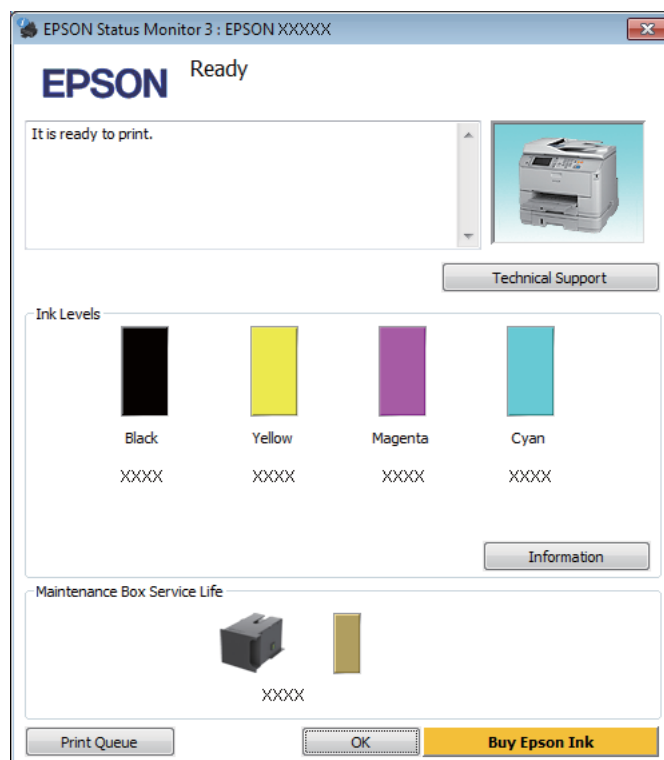 EPSON Status Monitor 3 : EPSON XXXXX
EPSON
Ready
It is ready to print.
Technical Support
Ink Levels
Black Yellow Magenta Cyan
XXXX XXXX XXXX XXXX
Information
Maintenance Box Service Life
XXXX
Print Queue OK Buy Epson Ink